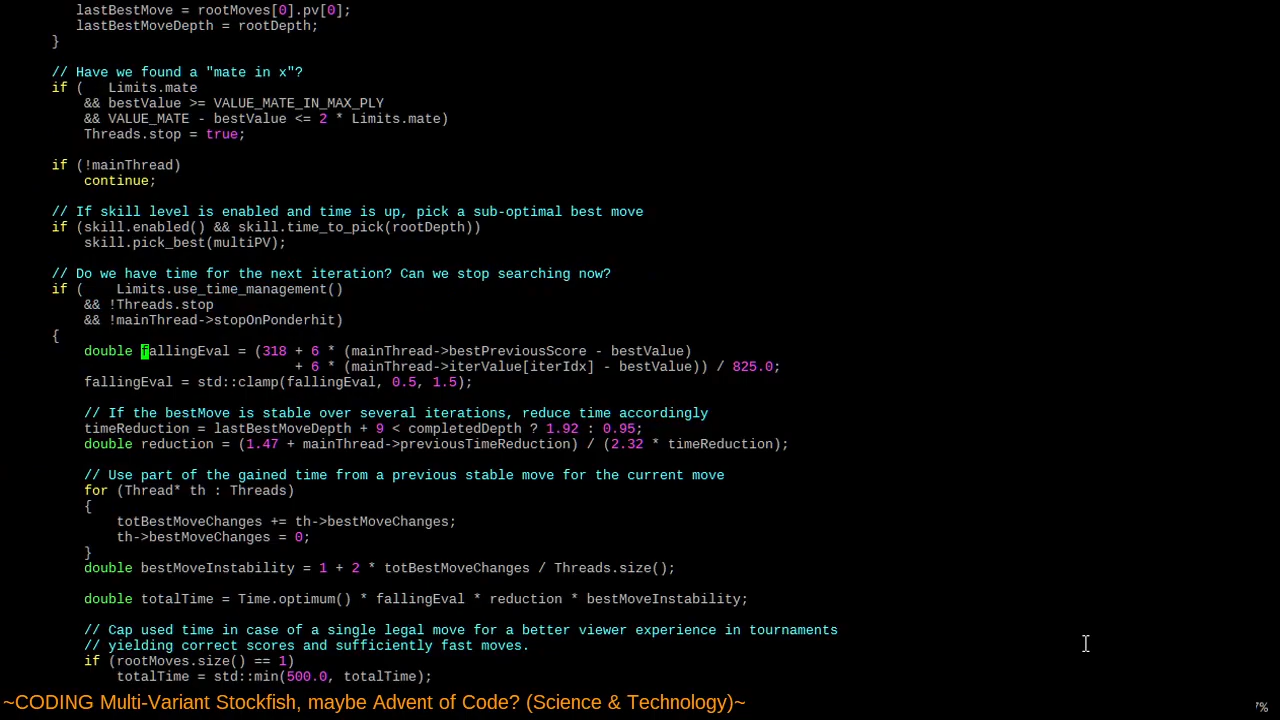 lastBestMove = rootMoves[0].pv[0];
lastBestMoveDepth = rootDepth;
}
// Have we found a "mate in x"?
if (   Limits.mate
&& bestValue >= VALUE_MATE_IN_MAX_PLY
&& VALUE_MATE - bestValue <= 2 * Limits.mate)
Threads.stop = true;
if (!mainThread)
continue;
// If skill level is enabled and time is up, pick a sub-optimal best move
if (skill.enabled() && skill.time_to_pick(rootDepth))
skill.pick_best(multiPV);
// Do we have time for the next iteration? Can we stop searching now?
if (    Limits.use_time_management()
&& !Threads.stop
&& !mainThread->stopOnPonderhit)
{
double fallingEval = (318 + 6 * (mainThread->bestPreviousScore - bestValue)
+ 6 * (mainThread->iterValue[iterIdx] - bestValue)) / 825.0;
fallingEval = std::clamp(fallingEval, 0.5, 1.5);
// If the bestMove is stable over several iterations, reduce time accordingly
timeReduction = lastBestMoveDepth + 9 < completedDepth ? 1.92 : 0.95;
double reduction = (1.47 + mainThread->previousTimeReduction) / (2.32 * timeReduction);
// Use part of the gained time from a previous stable move for the current move
for (Thread* th : Threads)
{
totBestMoveChanges += th->bestMoveChanges;
th->bestMoveChanges = 0;
}
double bestMoveInstability = 1 + 2 * totBestMoveChanges / Threads.size();
double totalTime = Time.optimum() * fallingEval * reduction * bestMoveInstability;
// Cap used time in case of a single legal move for a better viewer experience in tournaments
// yielding correct scores and sufficiently fast moves.
if (rootMoves.size() == 1)
totalTime = std::min(500.0, totalTime);
~CODING Multi-Variant Stockfish, maybe Advent of Code? (Science & Technology)~